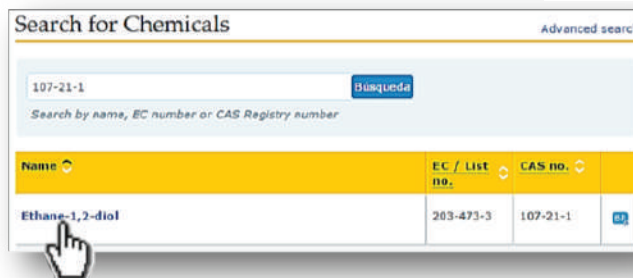 Search for Chemicals
Advanced searc
107-21-1
Búsqueda
Search by name, EC number or CAS Registry number
Name
EC / List no.
CAS no.
Ethane-1,2-diol
203-473-3
107-21-1